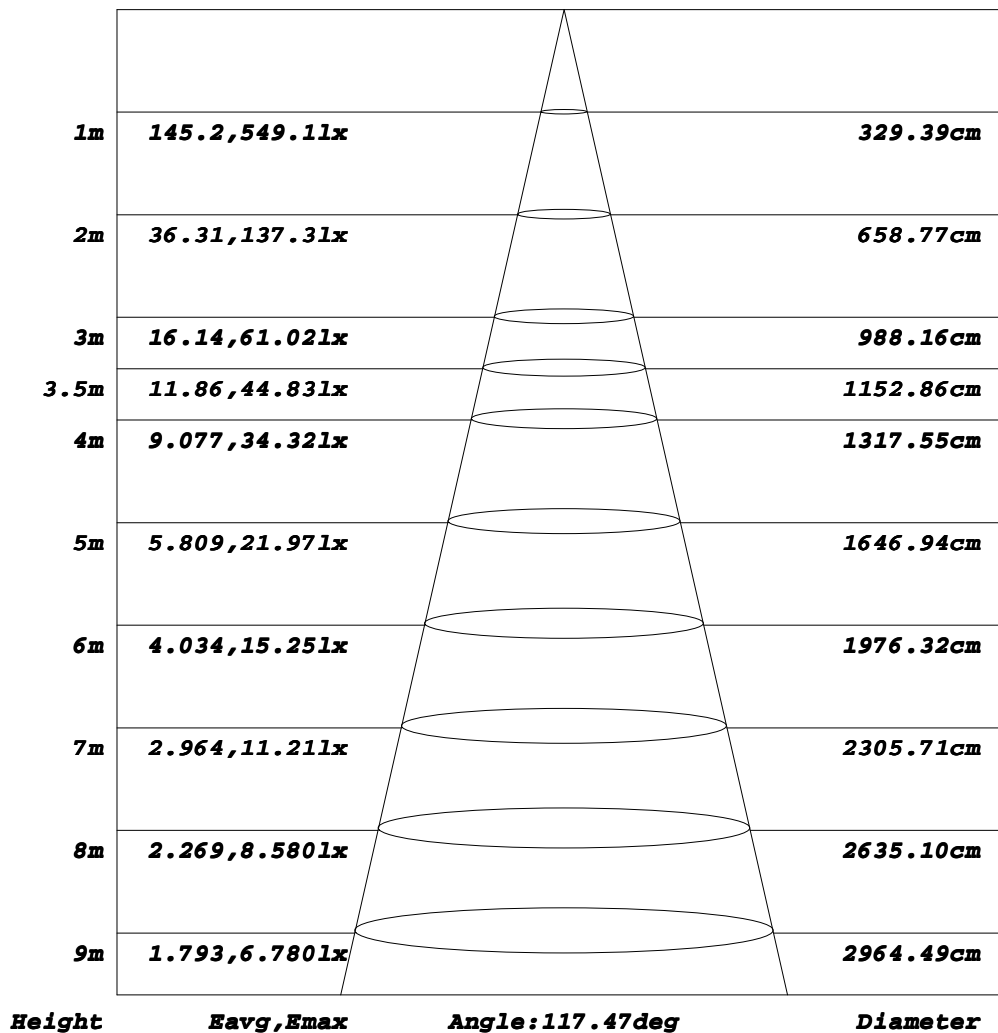 1m 145.2,549.1lx 329.39cm
2m 36.31,137.3lx 658.77cm
3m 16.14,61.02lx 988.16cm
3.5m 11.86,44.83lx 1152.86cm
4m 9.077,34.32lx 1317.55cm
5m 5.809,21.97lx 1646.94cm
6m 4.034,15.25lx 1976.32cm
7m 2.964,11.21lx 2305.71cm
8m 2.269,8.580lx 2635.10cm
9m 1.793,6.780lx 2964.49cm
Height Eavg,Emax Angle:117.47deg Diameter